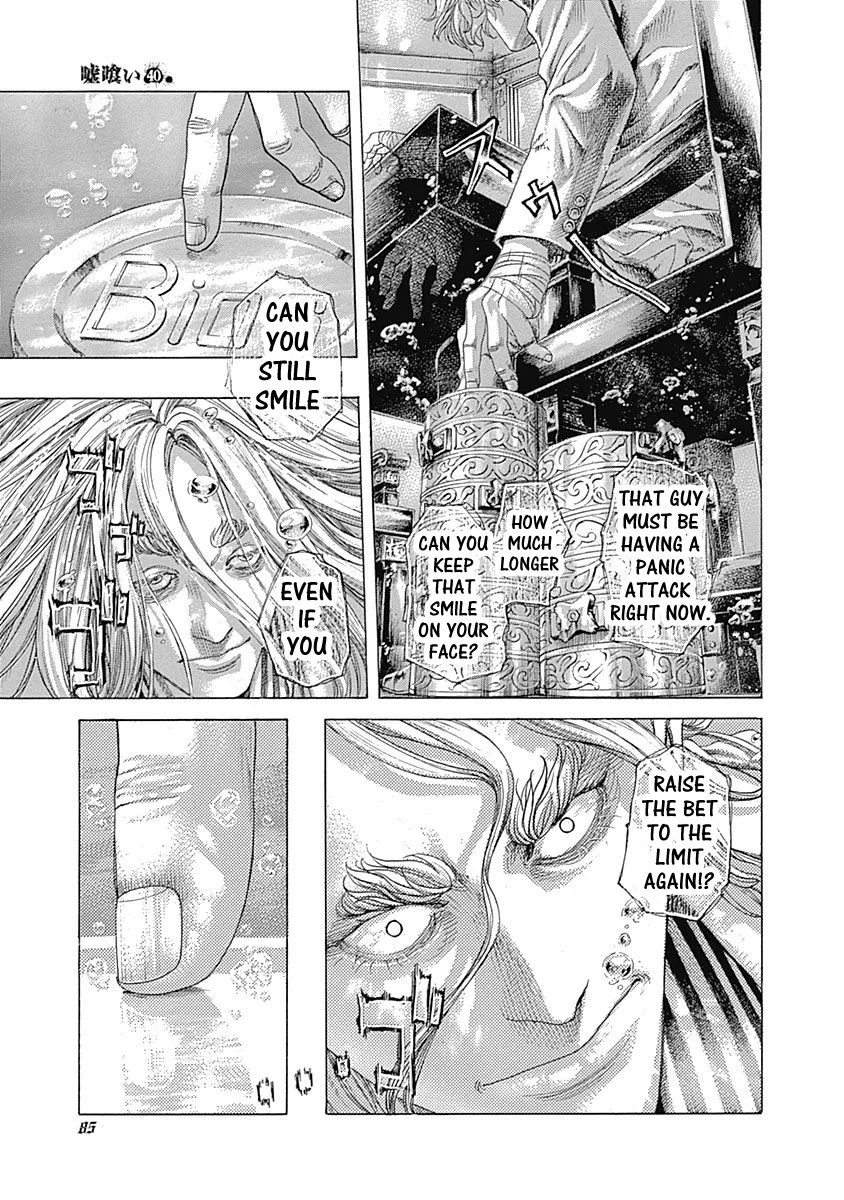 嘘喰い 40
THAT GUY
MUST BE
HAVING A
PANIC
ATTACK
RIGHT NOW.
HOW
MUCH
LONGER
CAN YOU
KEEP
THAT
SMILE
ON YOUR
FACE?
Bio
CAN
YOU
STILL
SMILE
EVEN
IF
YOU
RAISE
THE BET
TO THE
LIMIT
AGAIN!?
85